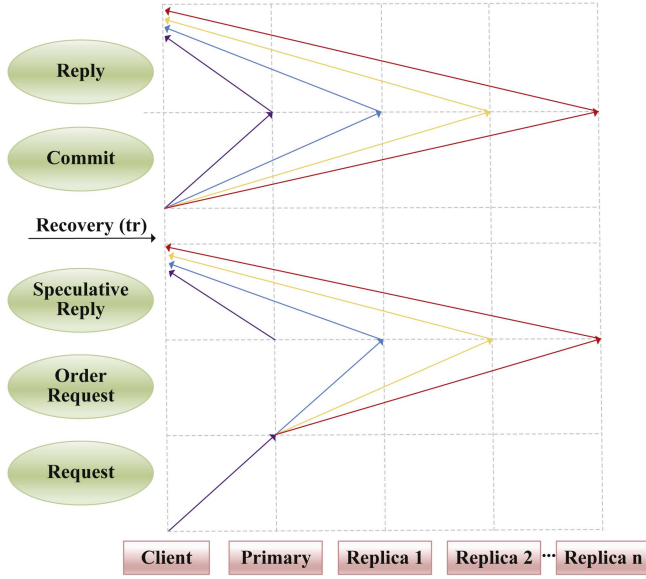 Reply
Commit
Recovery (tr)
Speculative
Reply
Order
Request
Request
Client Primary Replica 1 Replica 2 ... Replica n